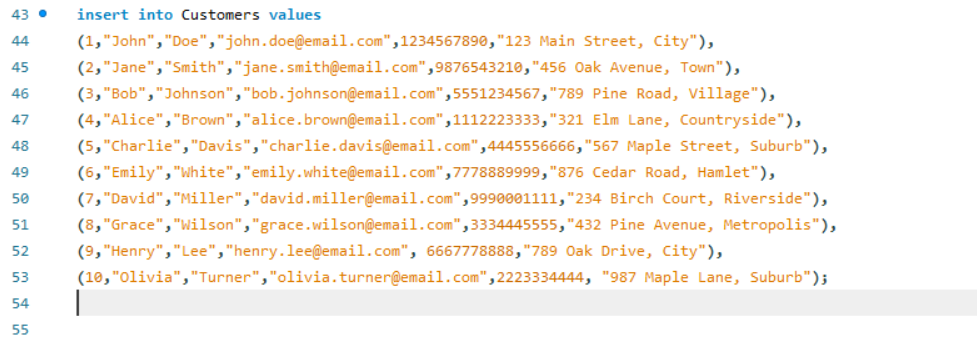 43 insert into Customers values
44 (1,"John","Doe","john.doe@email.com",1234567890,"123 Main Street, City"),
45 (2,"Jane","Smith","jane.smith@email.com",9876543210,"456 Oak Avenue, Town"),
46 (3,"Bob","Johnson","bob.johnson@email.com",5551234567,"789 Pine Road, Village"),
47 (4,"Alice","Brown","alice.brown@email.com",1112223333,"321 Elm Lane, Countryside"),
48 (5,"Charlie","Davis","charlie.davis@email.com",4445556666,"567 Maple Street, Suburb"),
49 (6,"Emily","White","emily.white@email.com",7778889999,"876 Cedar Road, Hamlet"),
50 (7,"David","Miller","david.miller@email.com",9990001111,"234 Birch Court, Riverside"),
51 (8,"Grace","Wilson","grace.wilson@email.com",3334445555,"432 Pine Avenue, Metropolis"),
52 (9,"Henry","Lee","henry.lee@email.com", 6667778888,"789 Oak Drive, City"),
53 (10,"Olivia","Turner","olivia.turner@email.com",2223334444, "987 Maple Lane, Suburb");
54
55